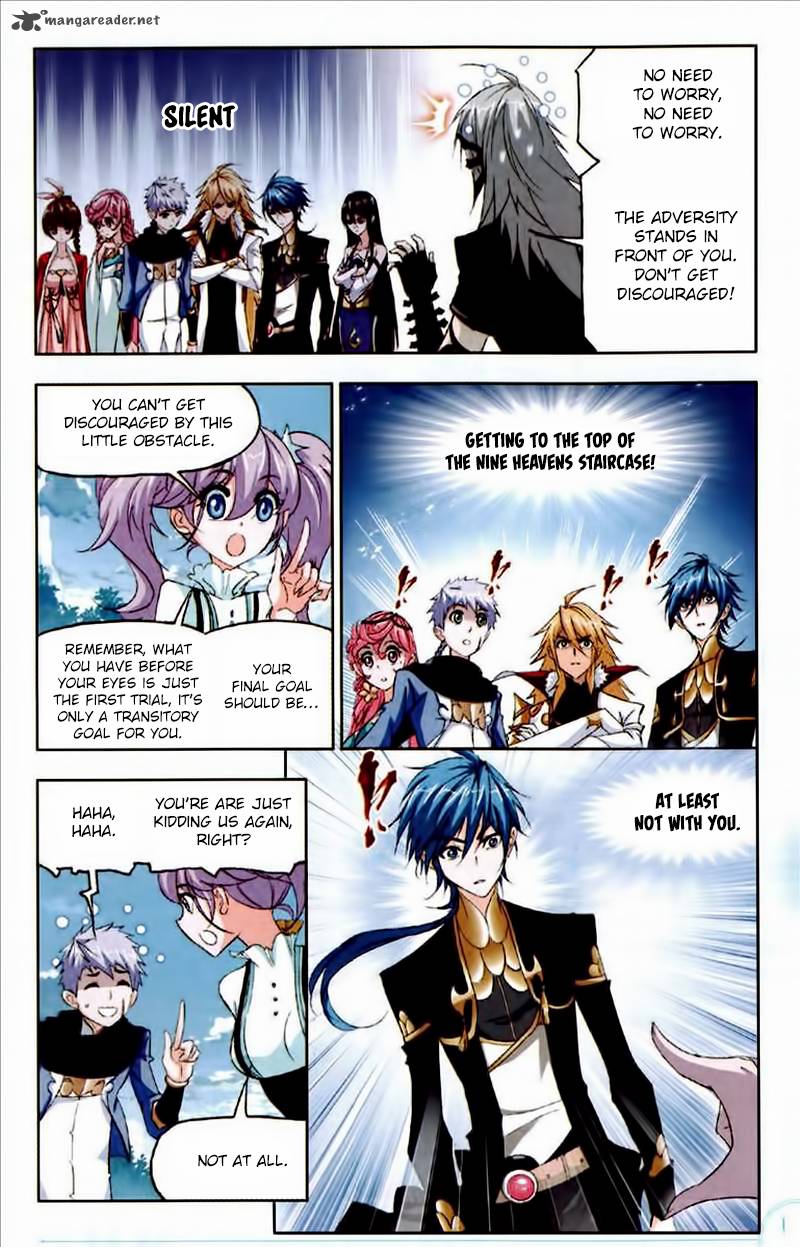 mangareader.net
SILENT
NO NEED
TO WORRY,
NO NEED
TO WORRY.
THE ADVERSITY
STANDS IN
FRONT OF YOU.
DON'T GET
DISCOURAGED!
YOU CAN'T GET
DISCOURAGED BY THIS
LITTLE OBSTACLE.
REMEMBER, WHAT
YOU HAVE BEFORE
YOUR EYES IS JUST
THE FIRST TRIAL, IT'S
ONLY A TRANSITORY
GOAL FOR YOU.
YOUR
FINAL GOAL
SHOULD BE...
GETTING TO THE TOP OF
THE NINE HEAVENS STAIRCASE!
HAHA,
HAHA.
YOU'RE ARE JUST
KIDDING US AGAIN,
RIGHT?
NOT AT ALL.
AT LEAST
NOT WITH YOU.